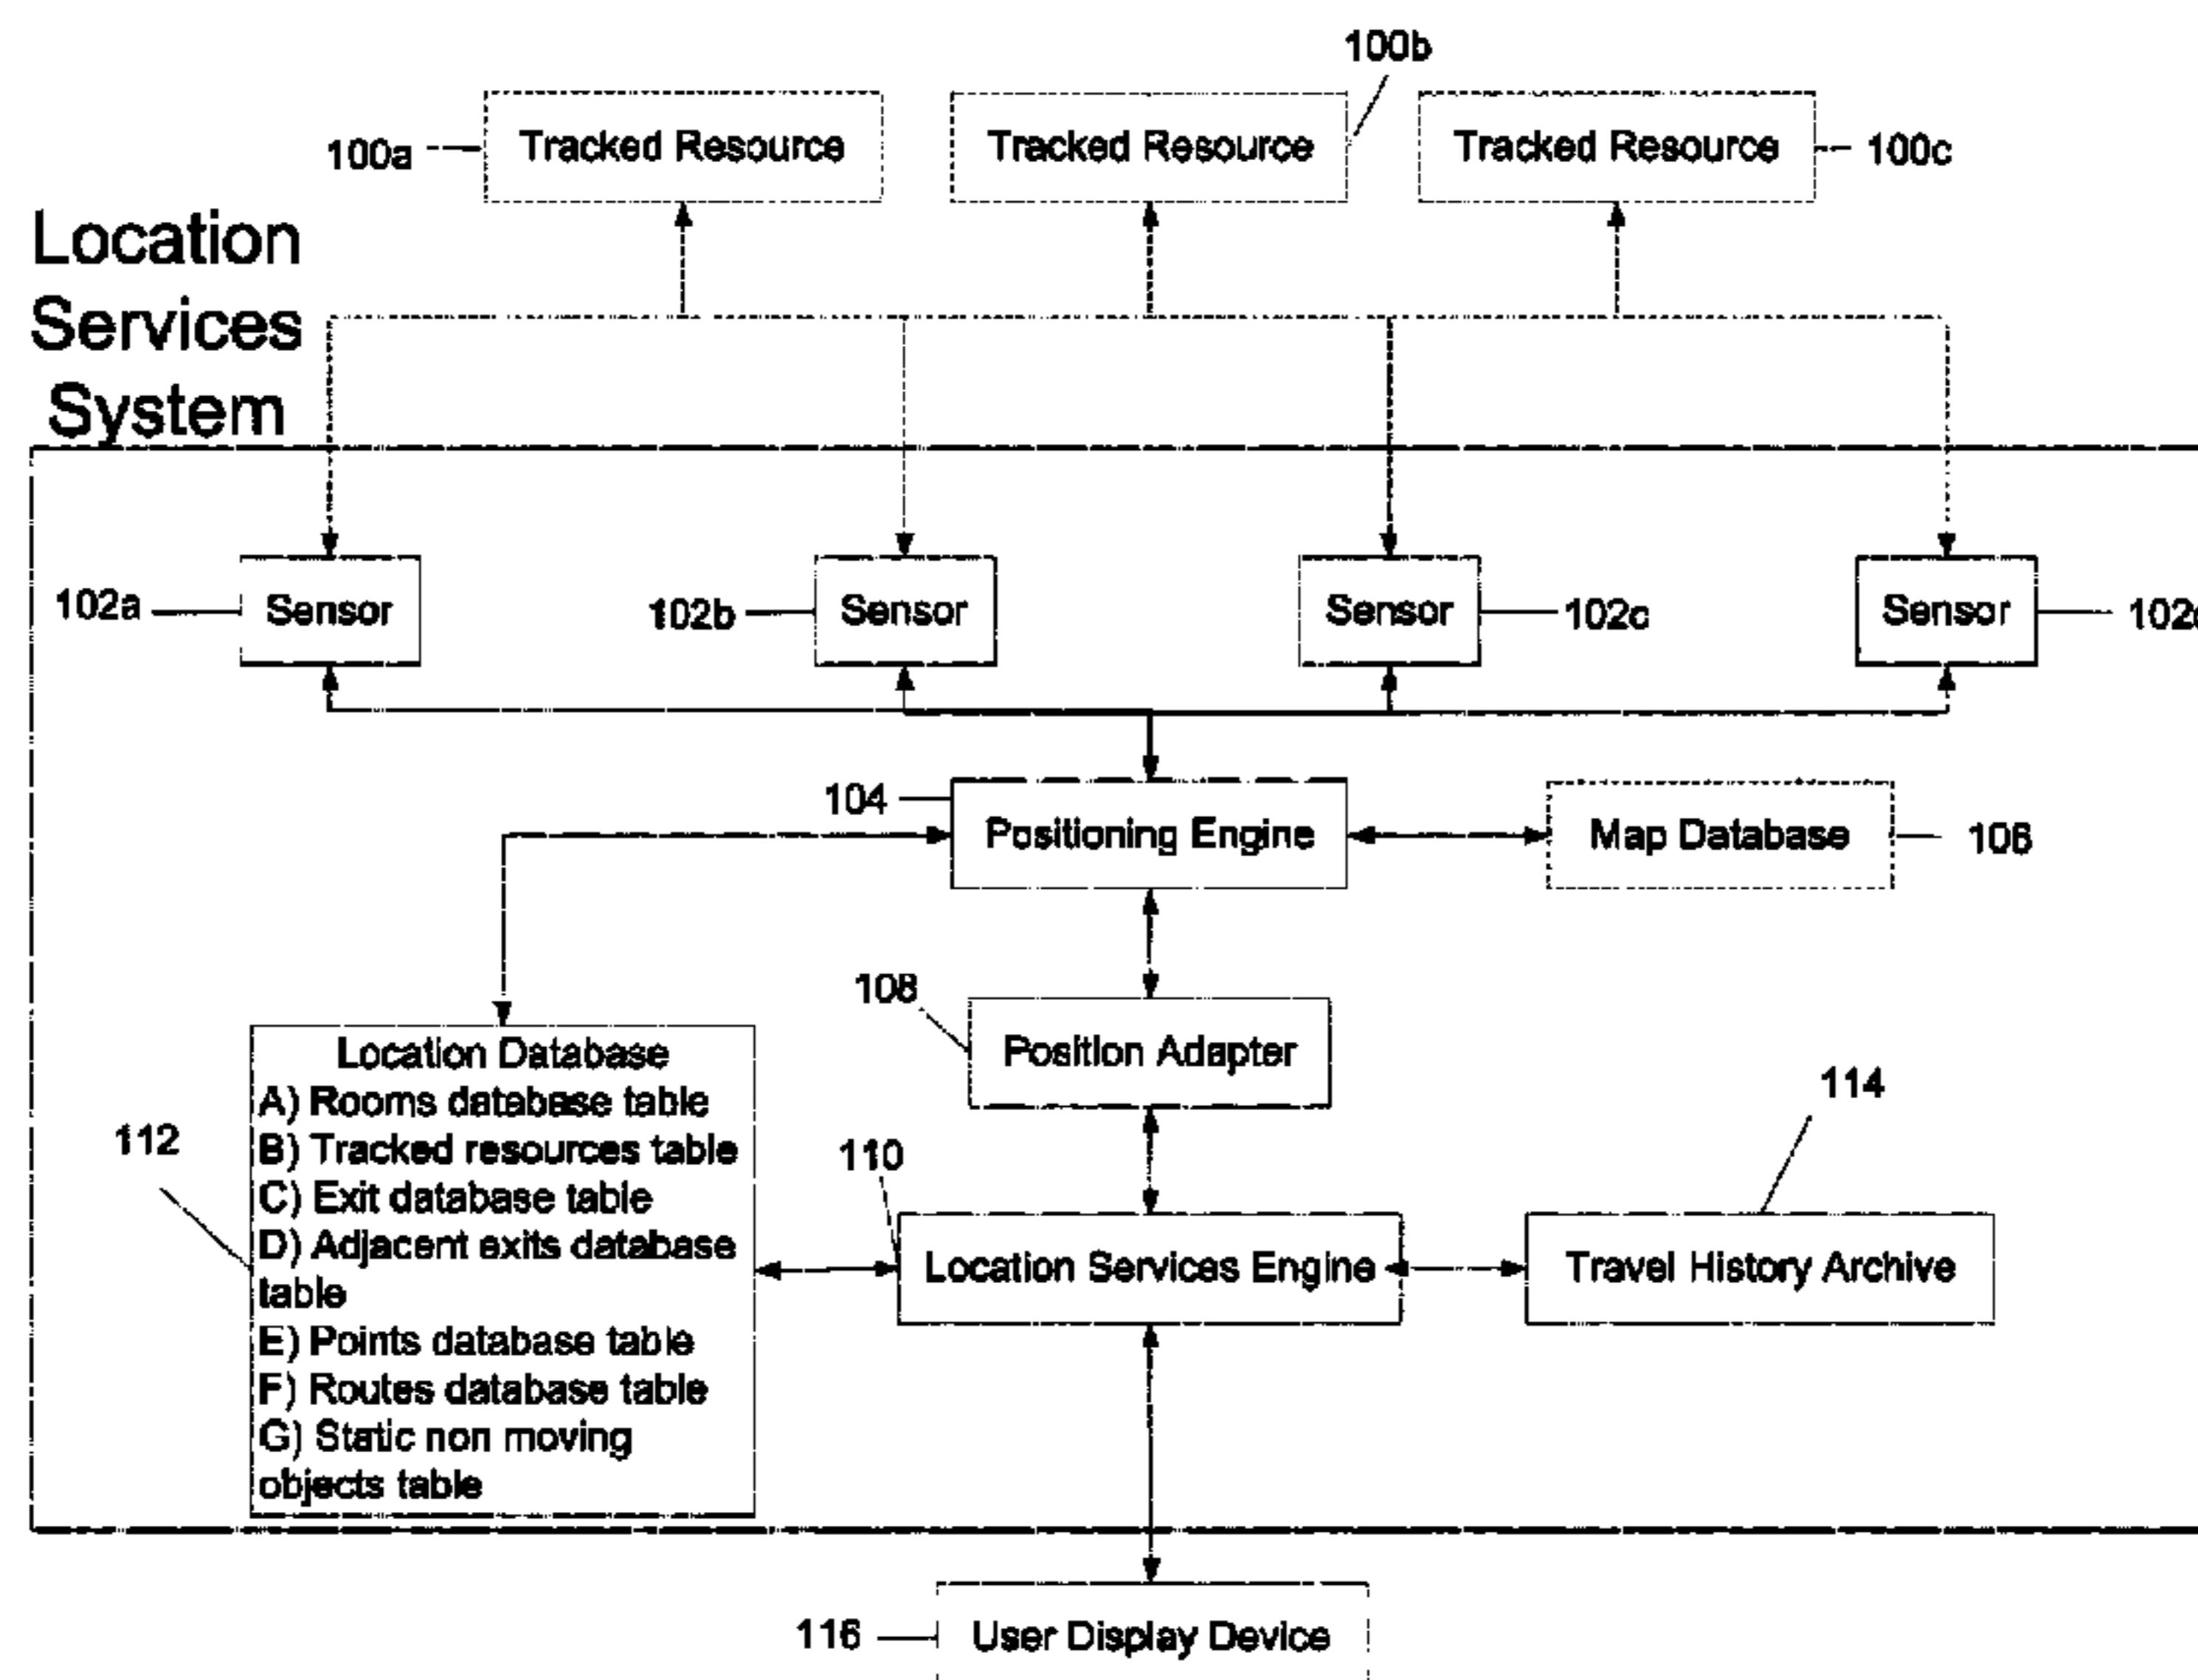 100b
Tracked Resource
Tracked Resource
Tracked Resource
100a
100c
Location
Services
System
Sensor
Sensor
Sensor
Sensor
102a
102b
102c
104
Positioning Engine
Map Database
106
108
Position Adapter
Location Database
A) Rooms database table
B) Tracked resources table
C) Exit database table
D) Adjacent exits database
table
E) Points database table
F) Routes database table
G) Static non moving
objects table
112
110
114
Location Services Engine
Travel History Archive
116
User Display Device